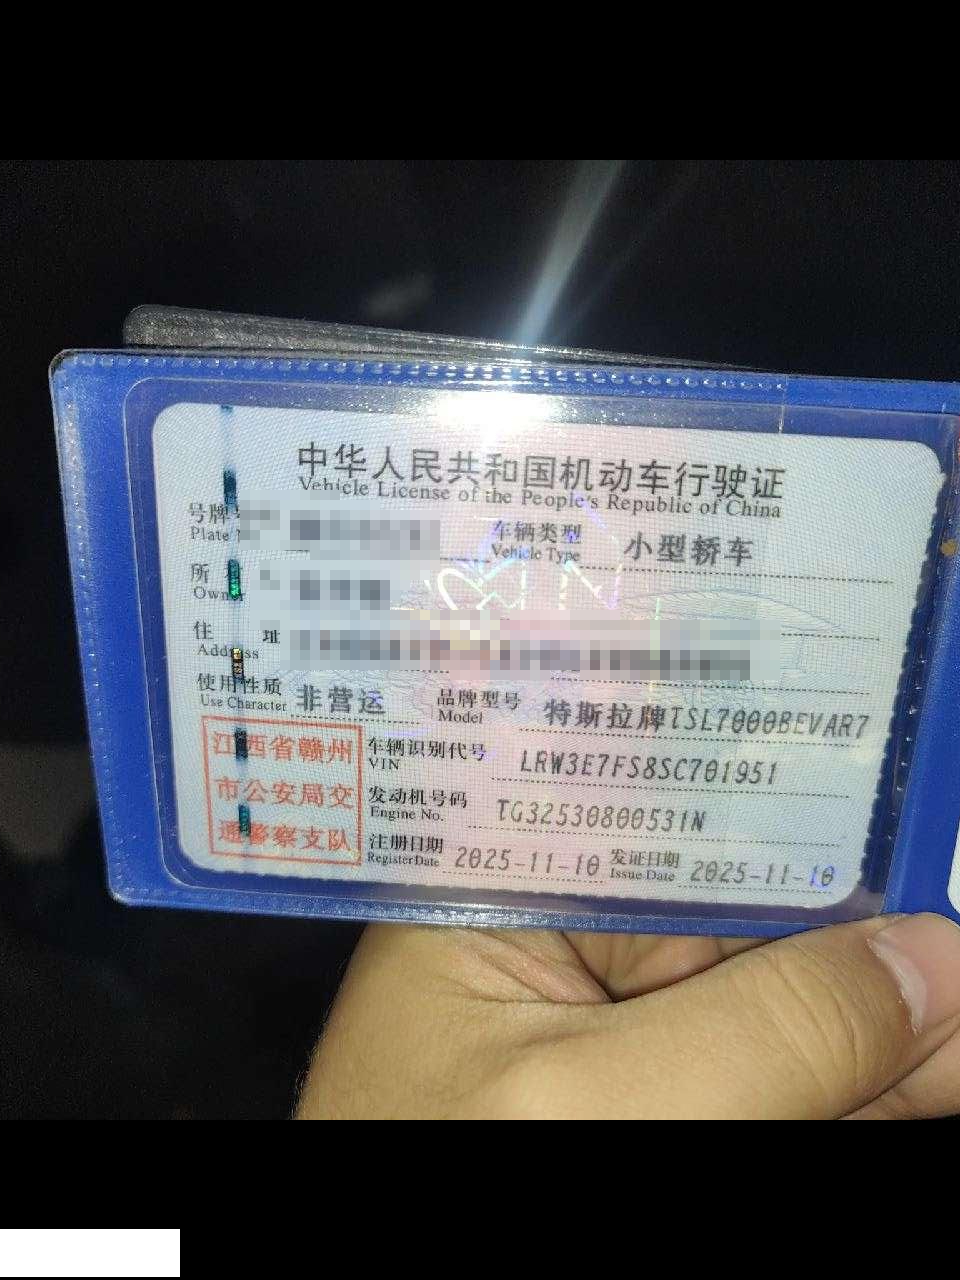 中华人民共和国机动车行驶证
Vehicle License of the People's Republic of China
号牌
Plate
车辆类型 小型轿车
Vehicle Type
所
Owner
住 址
Address
使用性质 非营运
Use Character
品牌型号 特斯拉牌TSL7000BEVAR7
Model
江西省赣州
市公安局交
通警察支队
车辆识别代号 LRW3E7FS8SC701951
VIN
发动机号码 TG32530800531N
Engine No.
注册日期 2025-11-10 发证日期 2025-11-10
Register Date Issue Date